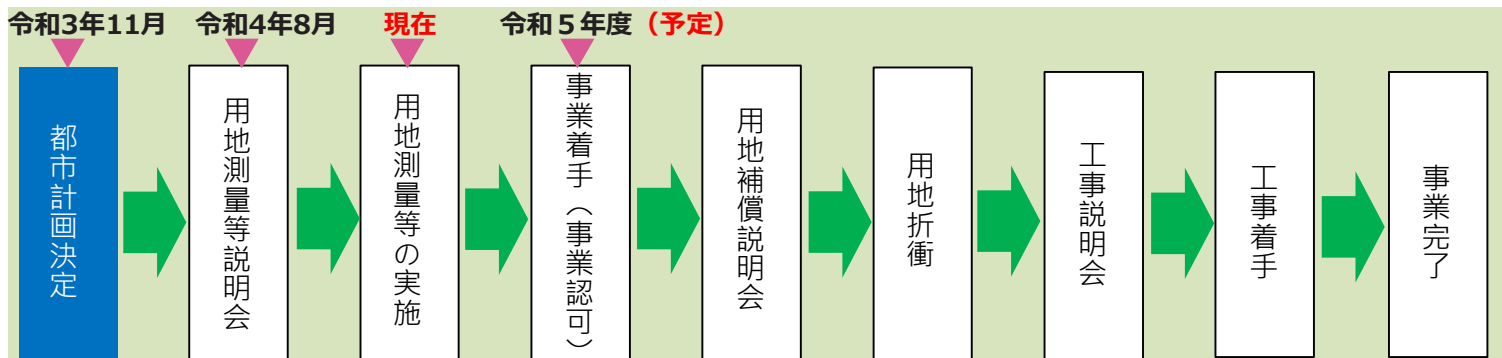 令和3年11月
令和4年8月
現在
令和５年度（予定）
都市計画決定
用地測量等説明会
用地測量等の実施
事業着手（事業認可）
用地補償説明会
用地折衝
工事説明会
工事着手
事業完了